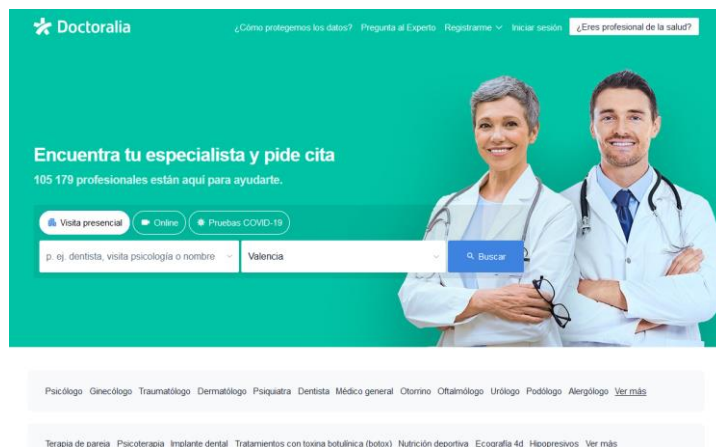 Doctoralia
¿Cómo protegemos los datos? Pregunta al Experto Registrarme Iniciar sesión ¿Eres profesional de la salud?
Encuentra tu especialista y pide cita
105 179 profesionales están aquí para ayudarte.
Visita presencial Online Pruebas COVID-19
p. ej. dentista, visita psicología o nombre Valencia Buscar
Psicólogo Ginecólogo Traumatólogo Dermatólogo Psiquiatra Dentista Médico general Otorrino Oftalmólogo Urólogo Podólogo Alergólogo Ver más
Terapia de pareja Psicoterapia Implante dental Tratamientos con toxina botulínica (botox) Nutrición deportiva Ecografía 4d Hipopresivos Ver más